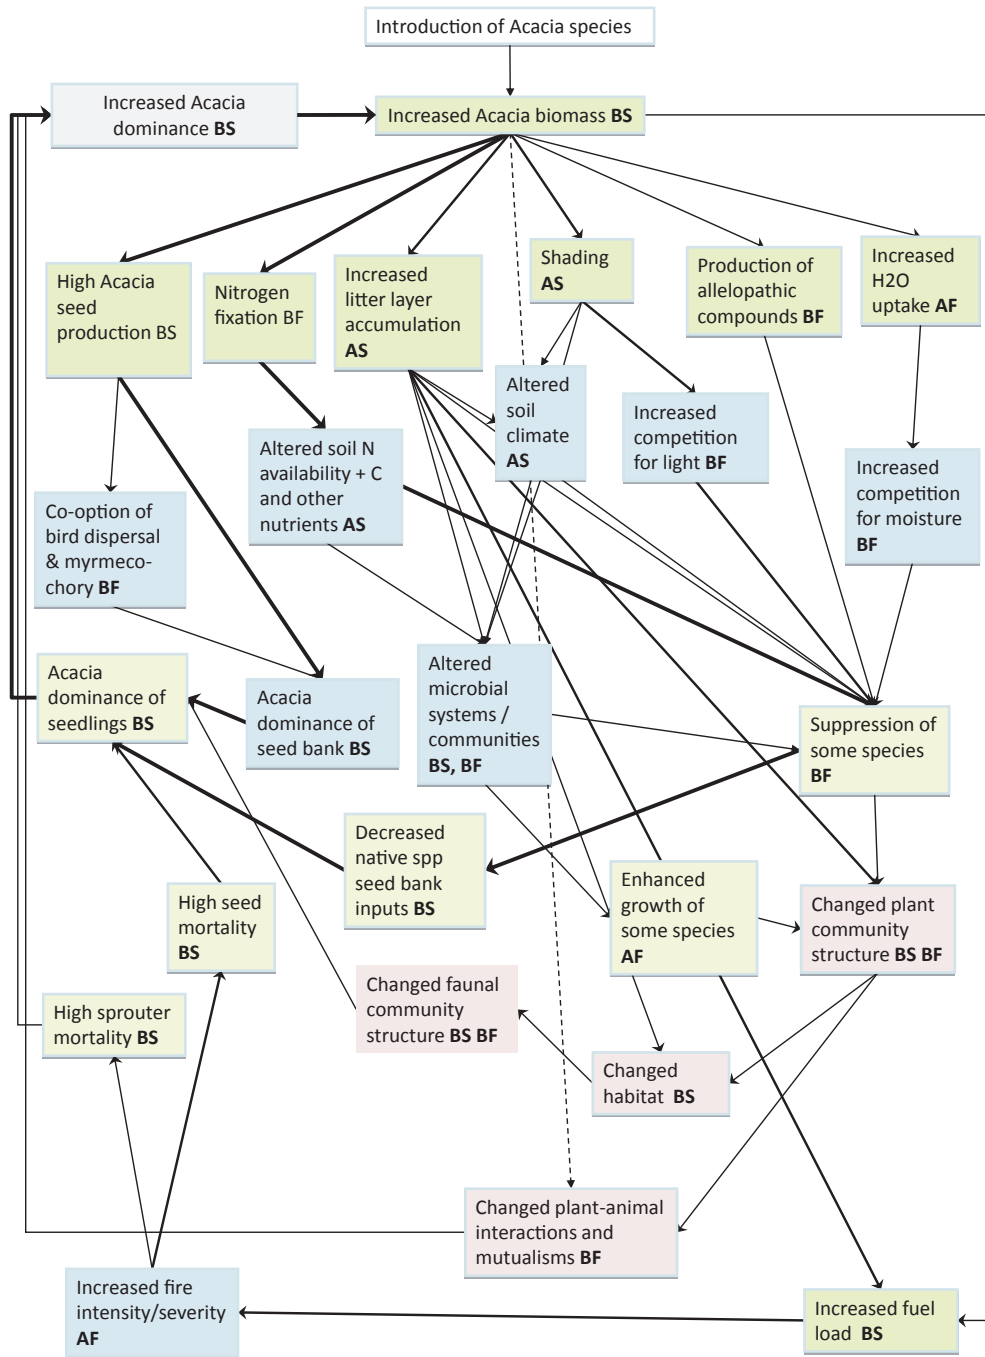 Introduction of Acacia species
Increased Acacia
dominance BS
Increased Acacia biomass BS
High Acacia
seed
production BS
Nitrogen
fixation BF
Increased
litter layer
accumulation
AS
Shading
AS
Production of
allelopathic
compounds BF
Increased
H2O
uptake AF
Altered
soil
climate
AS
Increased
competition
for light BF
Altered soil N
availability + C
and other
nutrients AS
Increased
competition
for moisture
BF
Co-option of
bird dispersal
& myrmeco-
chory BF
Acacia
dominance of
seedlings BS
Acacia
dominance of
seed bank BS
Altered
microbial
systems /
communities
BS, BF
Suppression of
some species
BF
Decreased
native spp
seed bank
inputs BS
High seed
mortality
BS
Enhanced
growth of
some species
AF
Changed plant
community
structure BS BF
Changed faunal
community
structure BS BF
High sprouter
mortality BS
Changed
habitat BS
Changed plant-animal
interactions and
mutualisms BF
Increased fire
intensity/severity
AF
Increased fuel
load BS